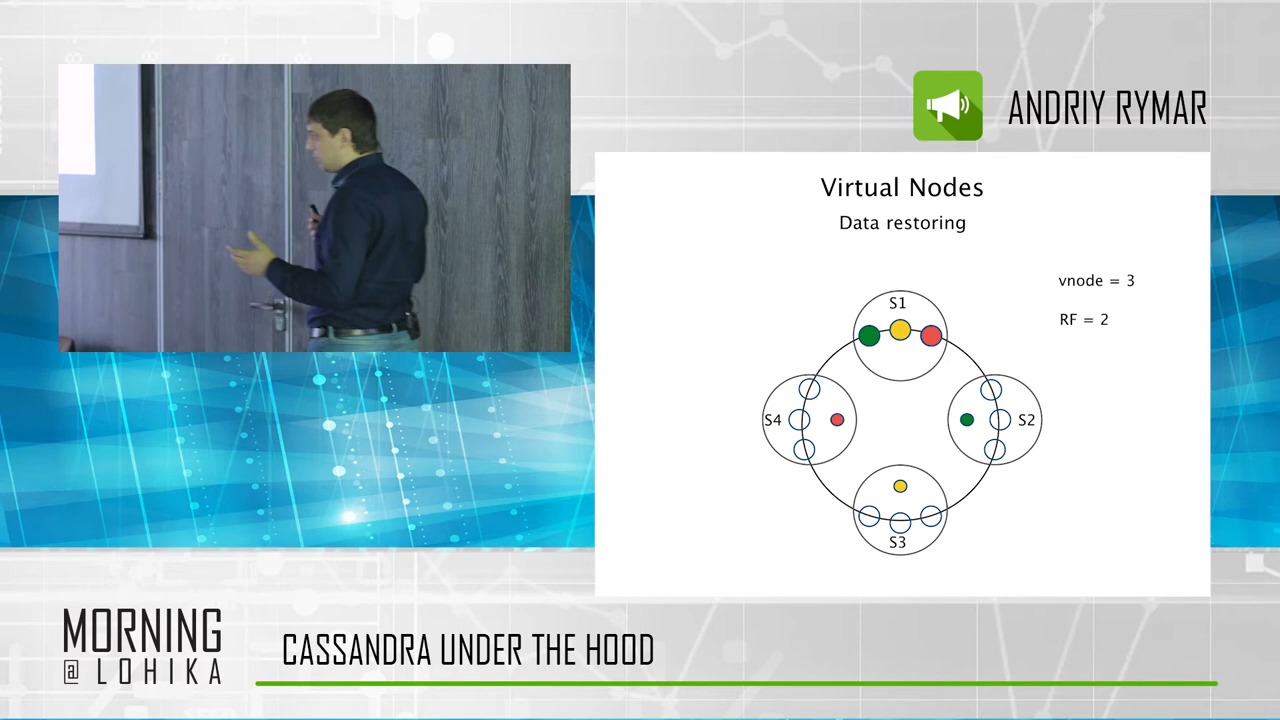 ANDRIY RYMAR
Virtual Nodes
Data restoring
vnode = 3
RF = 2
S1
S4
S2
S3
MORNING
@ LOHIKA
CASSANDRA UNDER THE HOOD